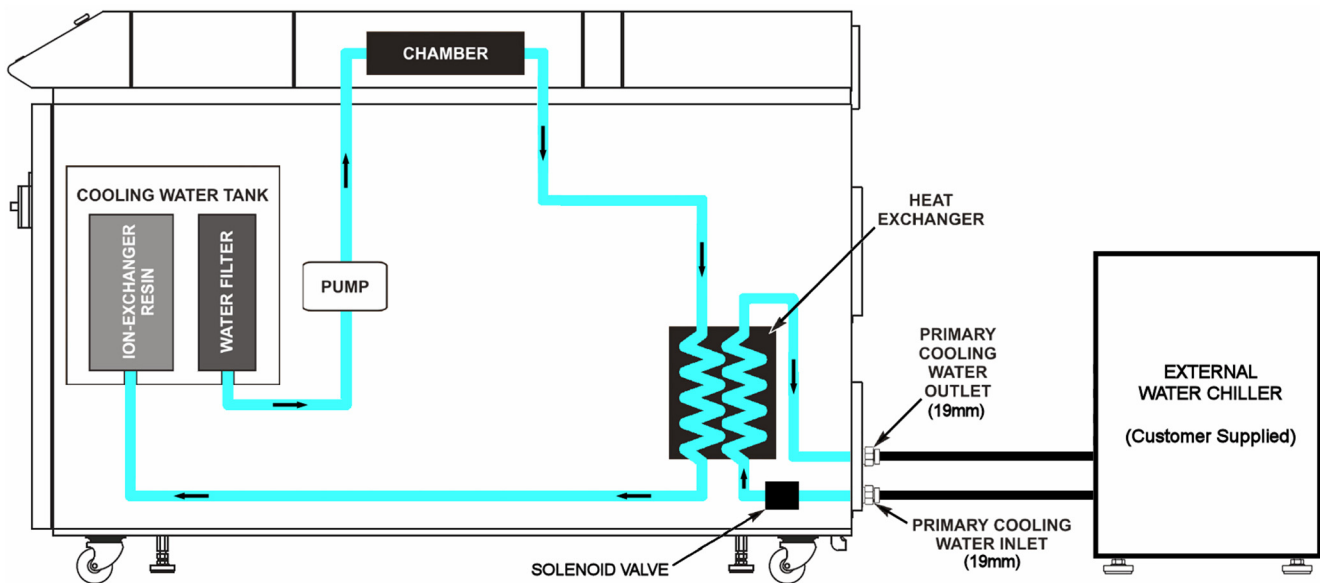 CHAMBER
COOLING WATER TANK
ION-EXCHANGER
RESIN
WATER FILTER
PUMP
HEAT
EXCHANGER
PRIMARY
COOLING
WATER
OUTLET
(19mm)
EXTERNAL
WATER CHILLER
(Customer Supplied)
SOLENOID VALVE
PRIMARY COOLING
WATER INLET
(19mm)